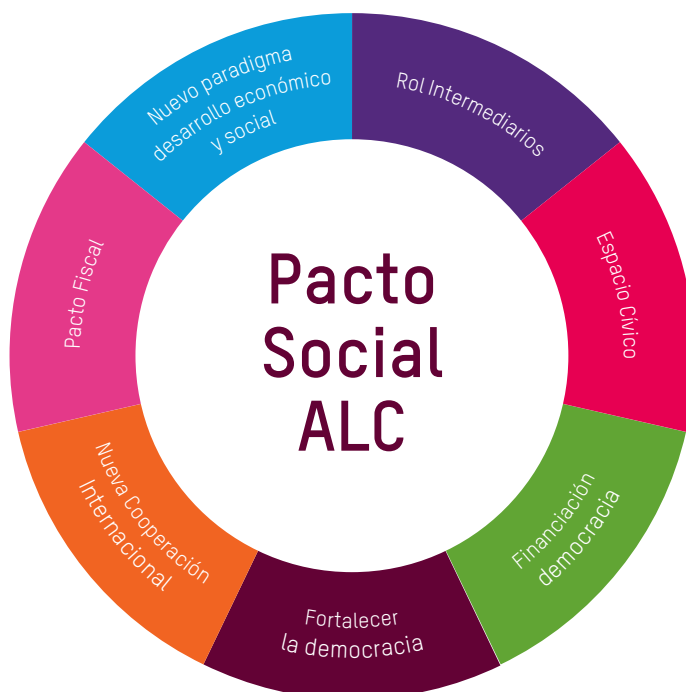 Pacto
Social
ALC
Rol Intermediarios
Espacio Cívico
Financiación
democracia
Fortalecer
la democracia
Nueva Cooperación
Internacional
Pacto Fiscal
Nuevo paradigma
desarrollo económico
y social